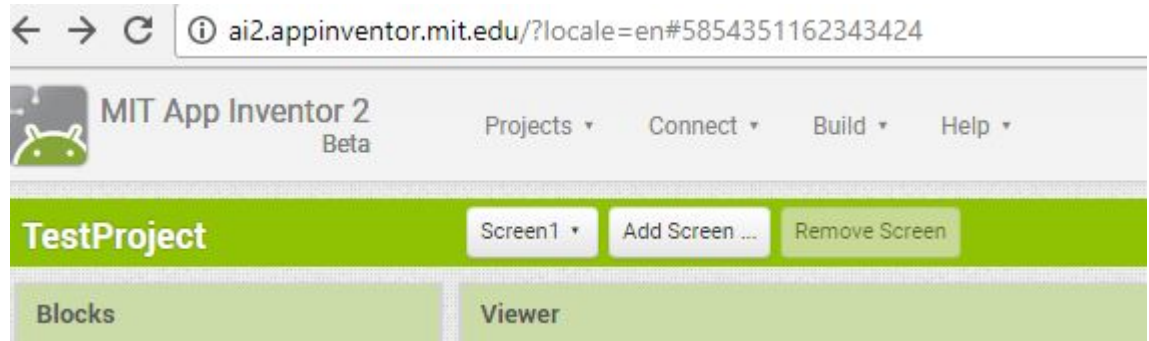 ai2.appinventor.mit.edu/?locale=en#5854351162343424
MIT App Inventor 2
Beta
Projects
Connect
Build
Help
TestProject
Screen1
Add Screen ...
Remove Screen
Blocks
Viewer